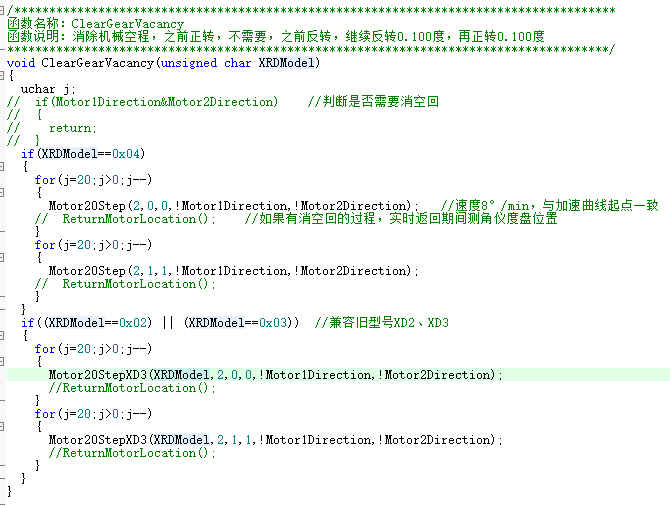 /***************************************************************************
函数名称: ClearGearVacancy
函数说明: 消除机械空程, 之前正转, 不需要, 之前反转, 继续反转0.100度, 再正转0.100度
***************************************************************************/
void ClearGearVacancy(unsigned char XRDModel)
{
  uchar j;
//  if(Motor1Direction&Motor2Direction)    //判断是否需要消空回
//  {
//    return;
//  }
  if(XRDModel==0x04)
  {
    for(j=20;j>0;j--)
    {
      Motor20Step(2,0,0,!Motor1Direction,!Motor2Direction);   //速度8°/min, 与加速曲线起点一致
    //  ReturnMotorLocation();    //如果有消空回的过程, 实时返回期间测角仪度盘位置
    }
    for(j=20;j>0;j--)
    {
      Motor20Step(2,1,1,!Motor1Direction,!Motor2Direction);
    //  ReturnMotorLocation();
    }
  }
  if((XRDModel==0x02) || (XRDModel==0x03))  //兼容旧型号XD2、XD3
  {
    for(j=20;j>0;j--)
    {
      Motor20StepXD3(XRDModel,2,0,0,!Motor1Direction,!Motor2Direction);
      //ReturnMotorLocation();
    }
    for(j=20;j>0;j--)
    {
      Motor20StepXD3(XRDModel,2,1,1,!Motor1Direction,!Motor2Direction);
      //ReturnMotorLocation();
    }
  }
}